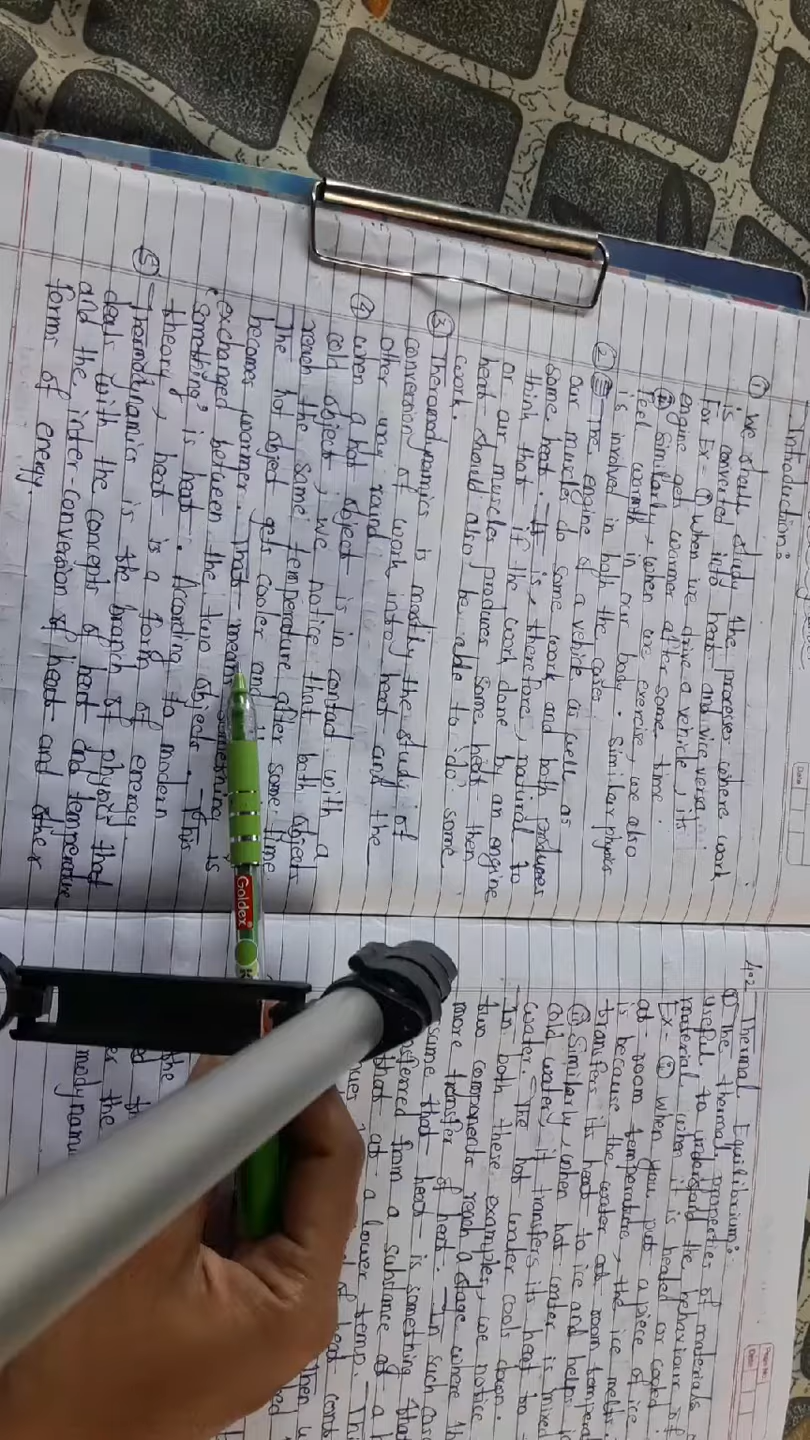 Introduction:
① We should study the processes where work
is converted into heat and vice versa.
For Ex - ① when we drive a vehicle, its
engine gets warmer after some time.
② Similarly, when we exercise, we also
feel warmth in our body. Similar physics
is involved in both the cases
② The engine of a vehicle as well as
our muscles do some work and both produces
some heat. It is, therefore, natural to
think that if the work done by an engine
or our muscles produces some heat then
heat should also be able to 'do' some
work.
③ Theromodynamics is mostly the study of
conversion of work into heat and the
other way round
④ when a hot object is in contact with a
cold object, we notice that both objects
reach the same temperature after some time
The hot object gets cooler and
becomes warmer. That mean something is
exchanged between the two objects. This
'something' is heat. According to modern
theory, heat is a form of energy.
⑤ Thermodynamics is the branch of physics that
deals with the concepts of heat and temperature
and the inter-conversion of heat and other
forms of energy.
Goldex
Date:
4.2 Thermal Equilibrium:
① The thermal properties of materials
useful to understand the behaviour of
material when it is heated or cooled
Ex - ① when you put a piece of ice
at room temperature, the ice melts.
is because the water at room
transfers its heat to ice and helps
② Similarly, when hot water is mixed
cold water, it transfers its heat to
water. The hot water cools down.
In both these examples, we notice
two components reach a stage where
more transfer of heat. In such
that heat is something that
from a substance at a
that at a lower temp.
of heat
then
the
the
Page No:
Date: